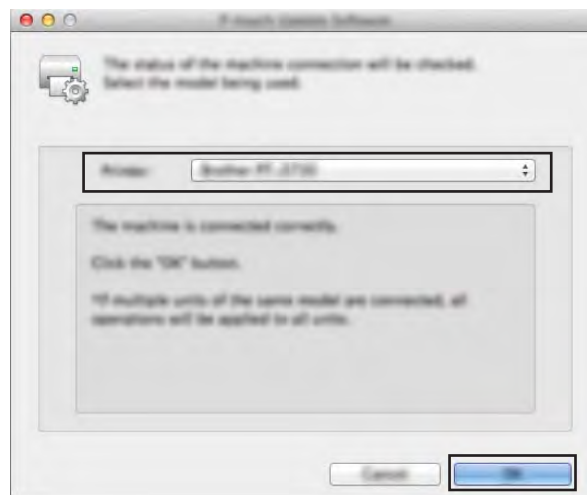 P-touch Update Software
The status of the machine connection will be checked.
Select the model being used.
Printer:
Brother PT-
The machine is connected correctly.
Click the "OK" button.
*If multiple units of the same model are connected, all
operations will be applied to all units.
Cancel
OK